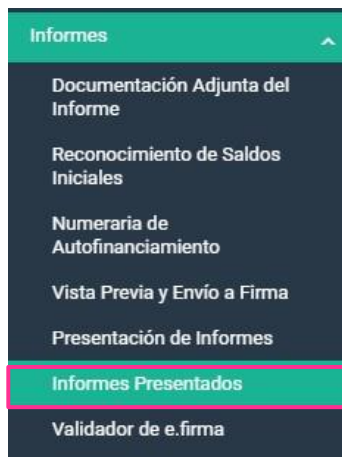 Informes
Documentación Adjunta del
Informe
Reconocimiento de Saldos
Iniciales
Numeraria de
Autofinanciamiento
Vista Previa y Envío a Firma
Presentación de Informes
Informes Presentados
Validador de e.firma